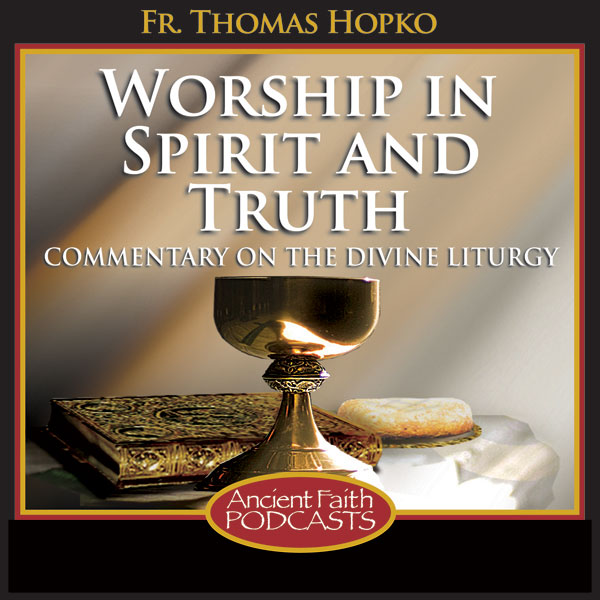 Fr. Thomas Hopko
Worship in
Spirit and
Truth
Commentary on the Divine Liturgy
Ancient Faith
PODCASTS